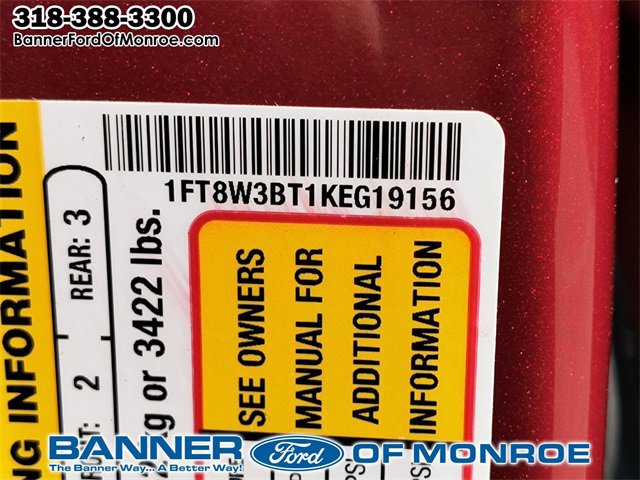 318-388-3300
BannerFordOfMonroe.com
1FT8W3BT1KEG19156
INFORMATION
REAR: 3
2
or 3422 lbs.
SEE OWNERS
MANUAL FOR
ADDITIONAL
INFORMATION
BANNER Ford OF MONROE
The Banner Way... A Better Way!